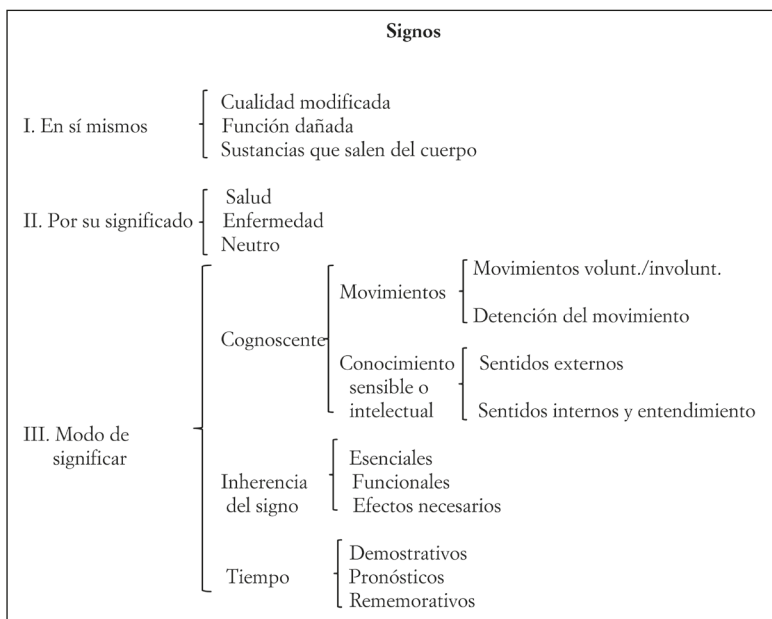 Signos
I. En sí mismos
Cualidad modificada
Función dañada
Sustancias que salen del cuerpo
II. Por su significado
Salud
Enfermedad
Neutro
III. Modo de
significar
Cognoscente
Movimientos
Movimientos volunt./involunt.
Detención del movimiento
Conocimiento
sensible o
intelectual
Sentidos externos
Sentidos internos y entendimiento
Inherencia
del signo
Esenciales
Funcionales
Efectos necesarios
Tiempo
Demostrativos
Pronósticos
Rememorativos